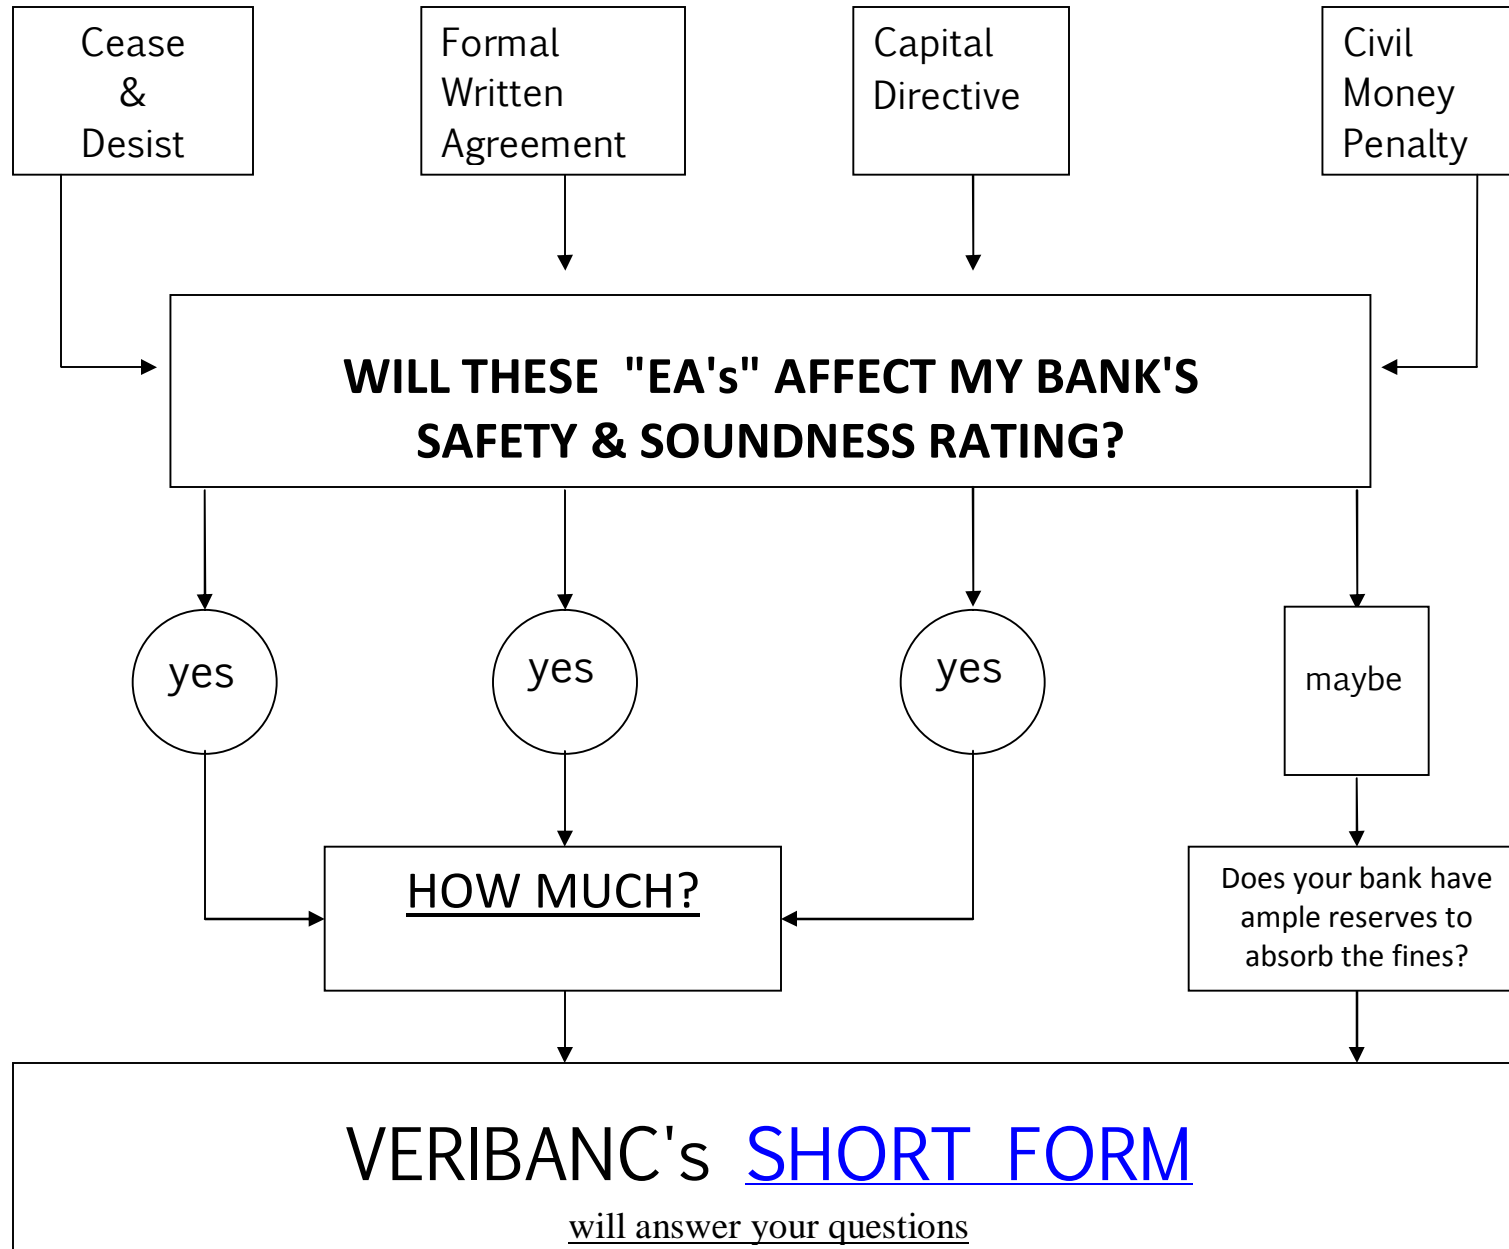 Cease
&
Desist
Formal
Written
Agreement
Capital
Directive
Civil
Money
Penalty
WILL THESE "EA's" AFFECT MY BANK'S
SAFETY & SOUNDNESS RATING?
yes
yes
yes
maybe
HOW MUCH?
Does your bank have
ample reserves to
absorb the fines?
VERIBANC's SHORT FORM
will answer your questions